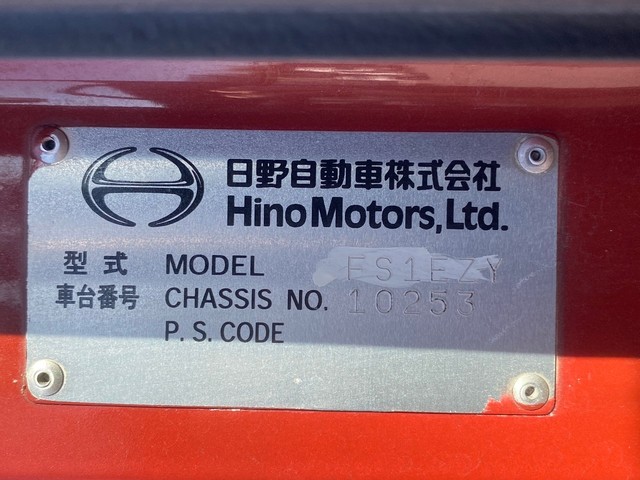 日野自動車株式会社
Hino Motors, Ltd.
型式 MODEL FS1EZY
車台番号 CHASSIS NO. 10253
P. S. CODE